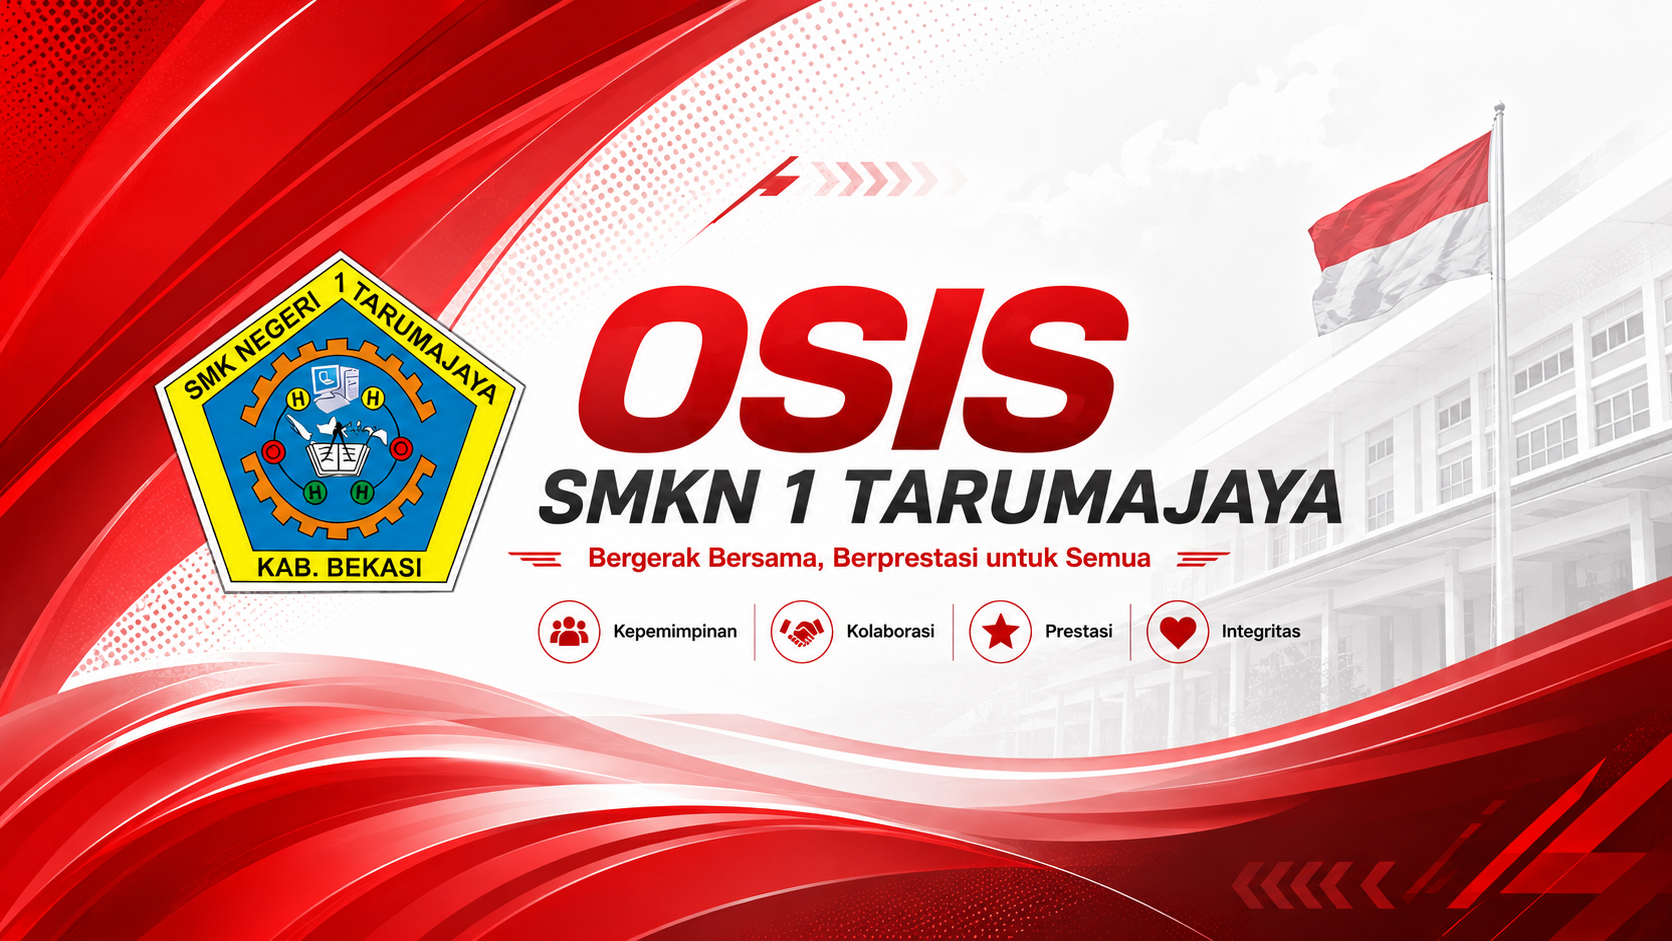 SMK NEGERI 1 TARUMAJAYA
H H
O O
H H
KAB. BEKASI
OSIS
SMKN 1 TARUMAJAYA
Bergerak Bersama, Berprestasi untuk Semua
Kepemimpinan
Kolaborasi
Prestasi
Integritas